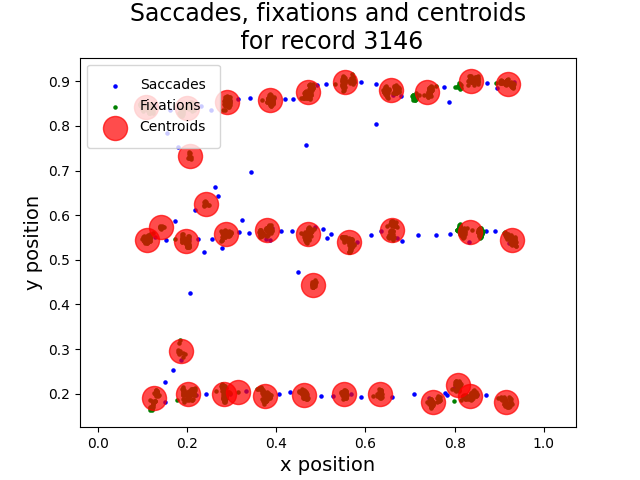 Saccades, fixations and centroids
for record 3146
Saccades
Fixations
Centroids
0.9
0.8
0.7
0.6
0.5
0.4
0.3
0.2
y position
0.0 0.2 0.4 0.6 0.8 1.0
x position